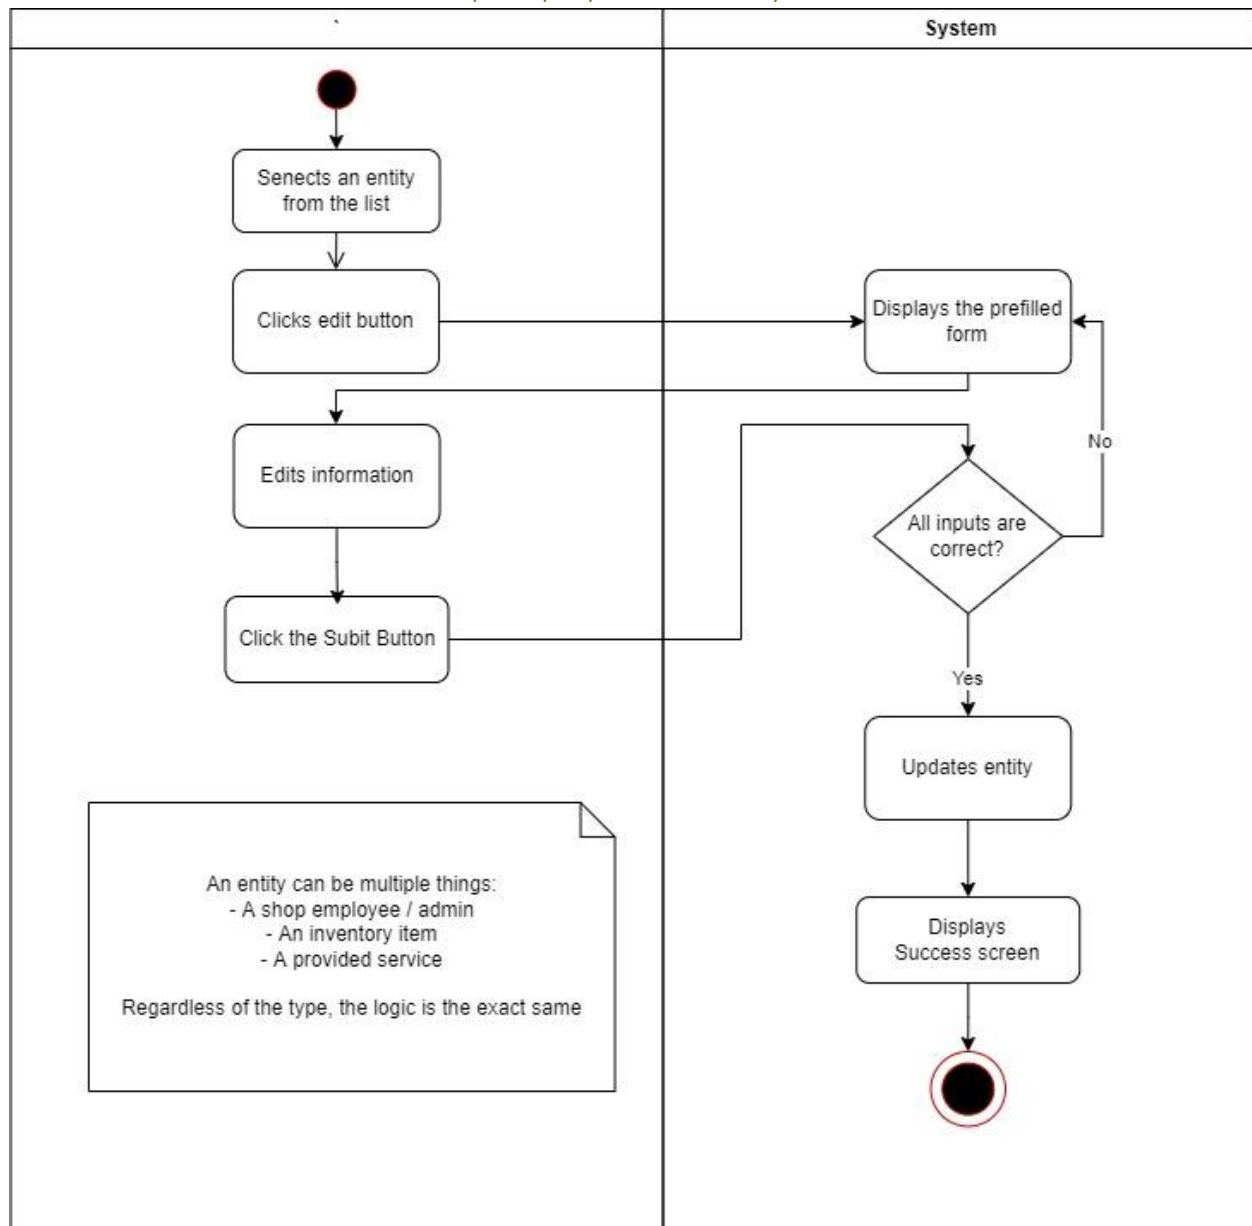 `
System
Senects an entity
from the list
Clicks edit button
Displays the prefilled
form
Edits information
No
All inputs are
correct?
Click the Subit Button
Yes
Updates entity
An entity can be multiple things:
- A shop employee / admin
- An inventory item
- A provided service
Regardless of the type, the logic is the exact same
Displays
Success screen